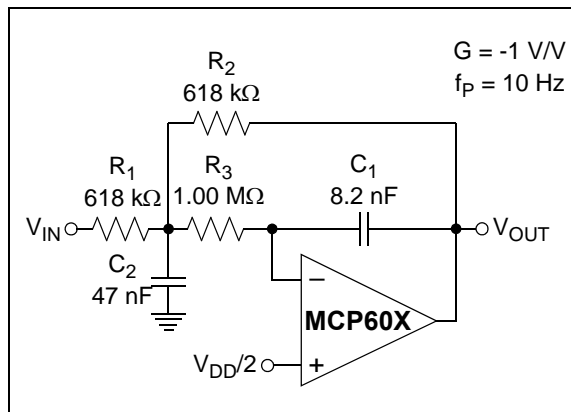 G = -1 V/V
f_P = 10 Hz
R_2
618 kΩ
R_1
618 kΩ
R_3
1.00 MΩ
C_1
8.2 nF
V_IN
V_OUT
C_2
47 nF
−
MCP60X
+
V_DD/2